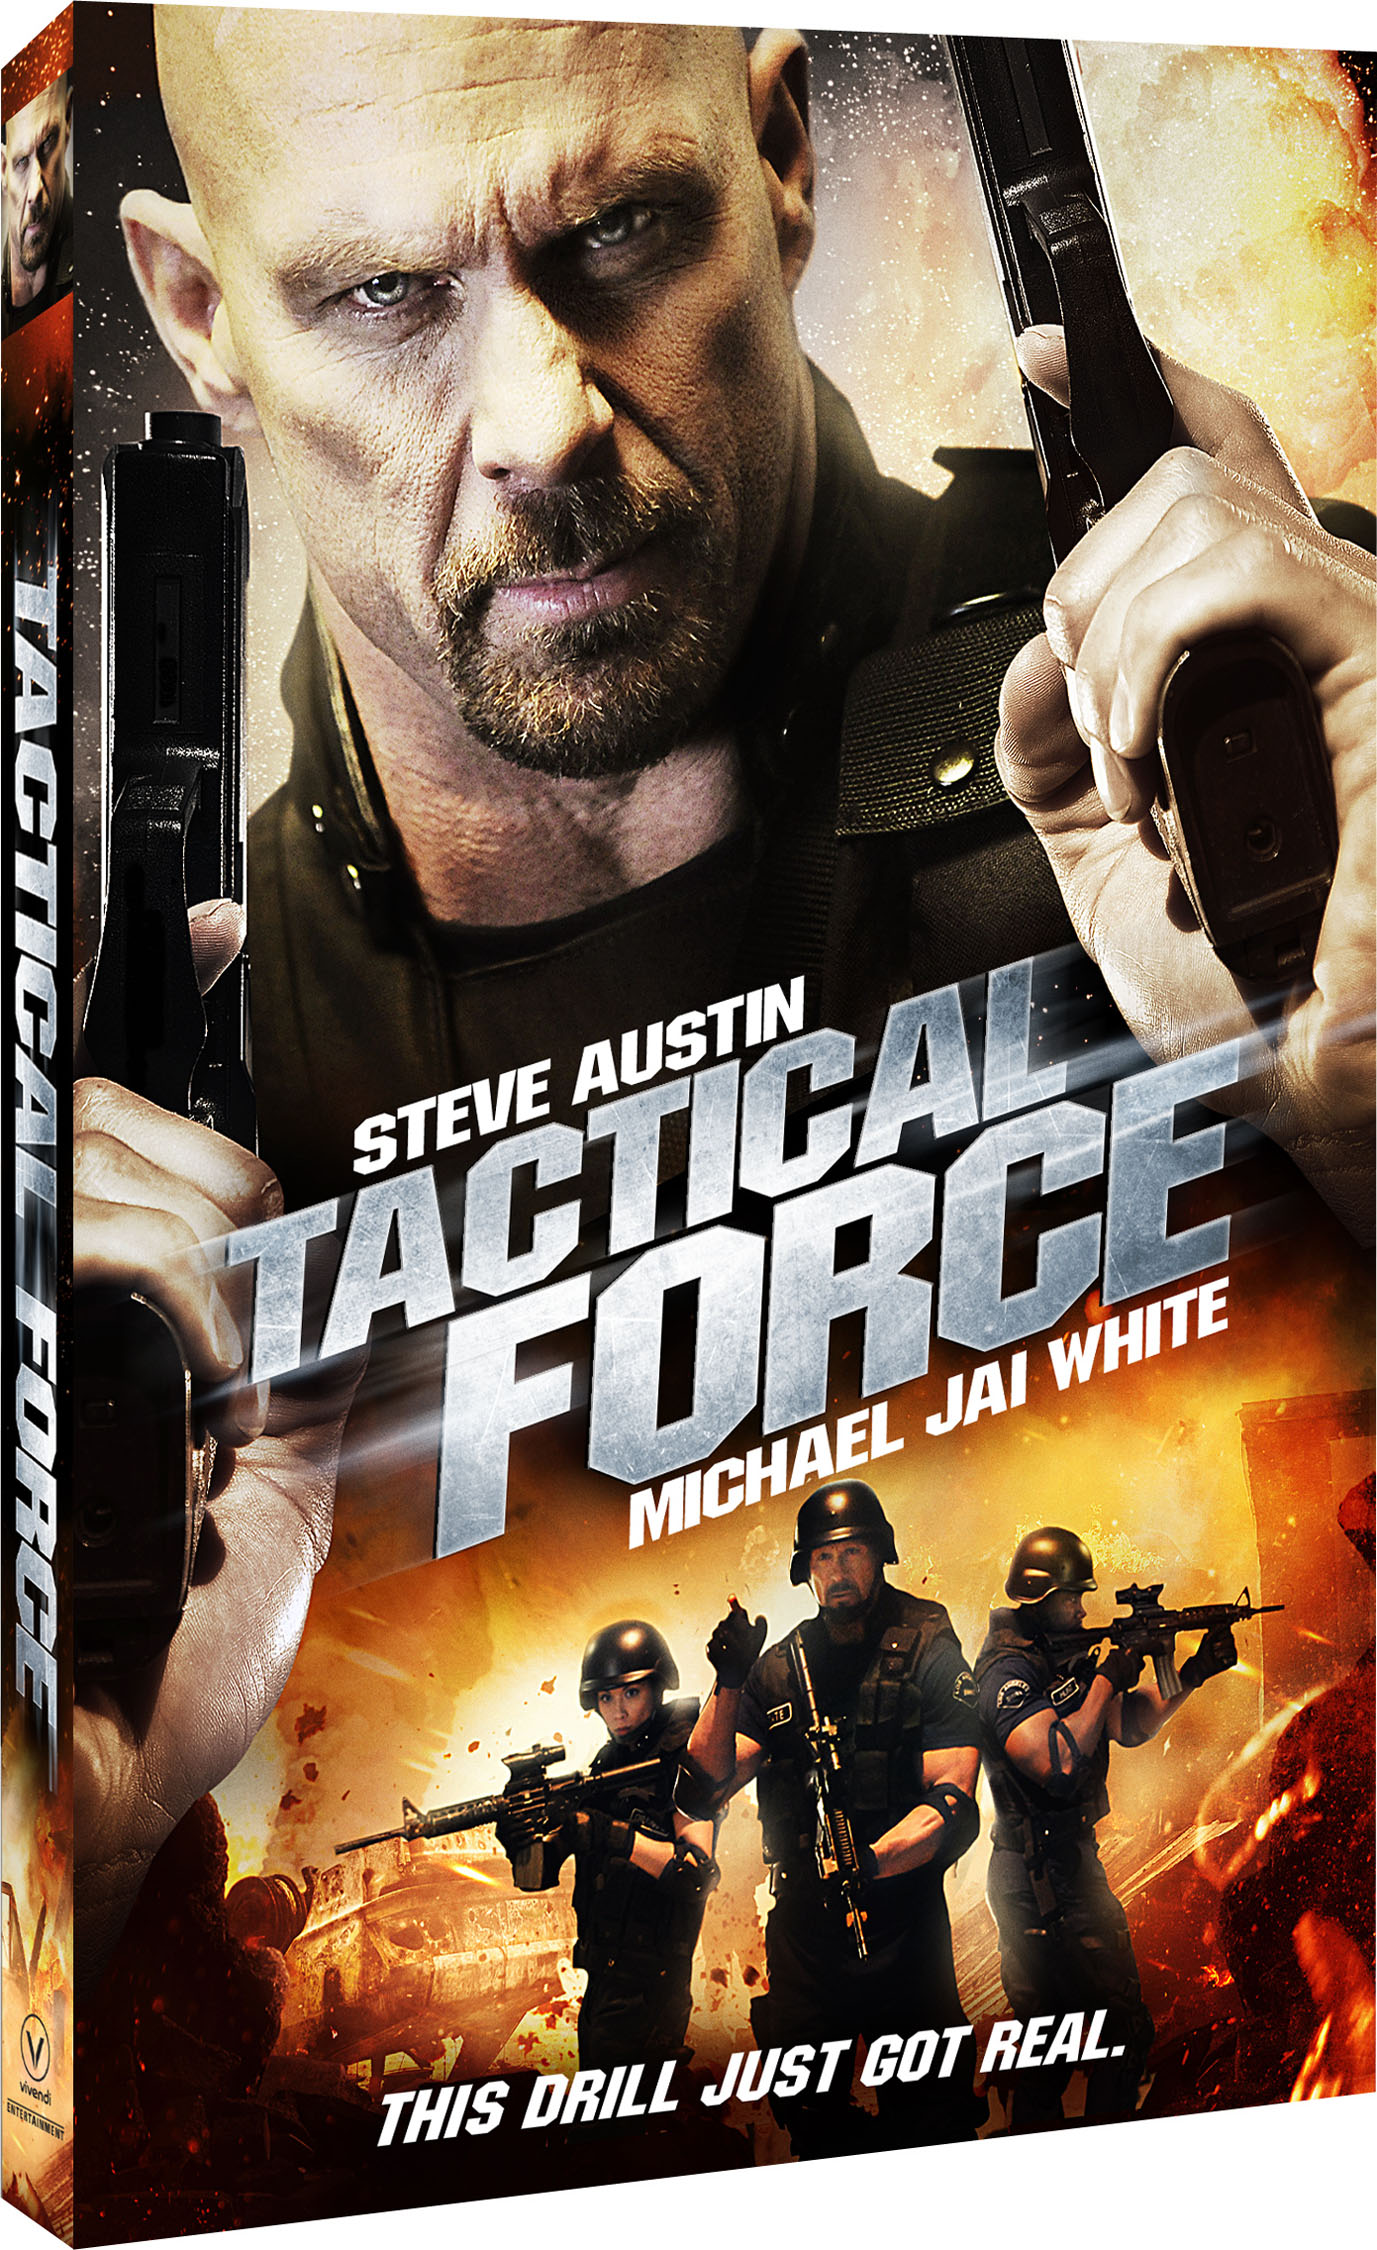 STEVE AUSTIN
TACTICAL
FORCE
MICHAEL JAI WHITE
THIS DRILL JUST GOT REAL.
TACTICAL FORCE
V
vivendi
ENTERTAINMENT